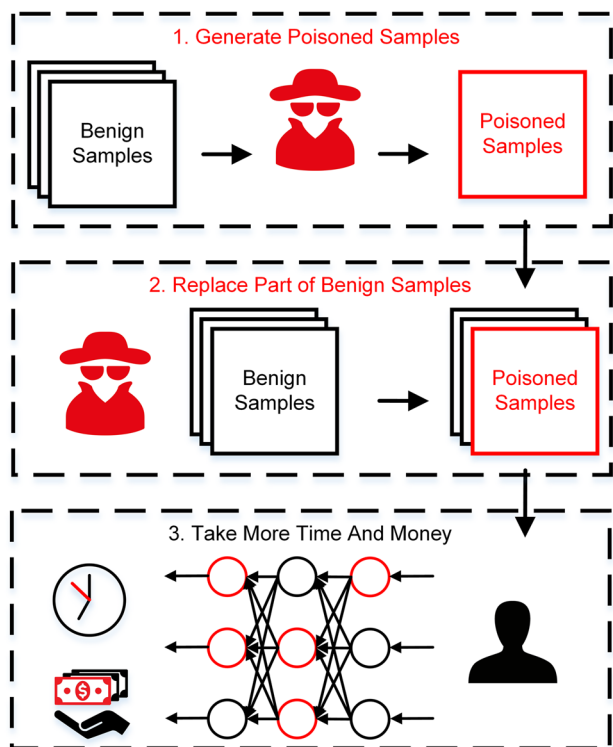 1. Generate Poisoned Samples
Benign
Samples
Poisoned
Samples
2. Replace Part of Benign Samples
Benign
Samples
Poisoned
Samples
3. Take More Time And Money
$